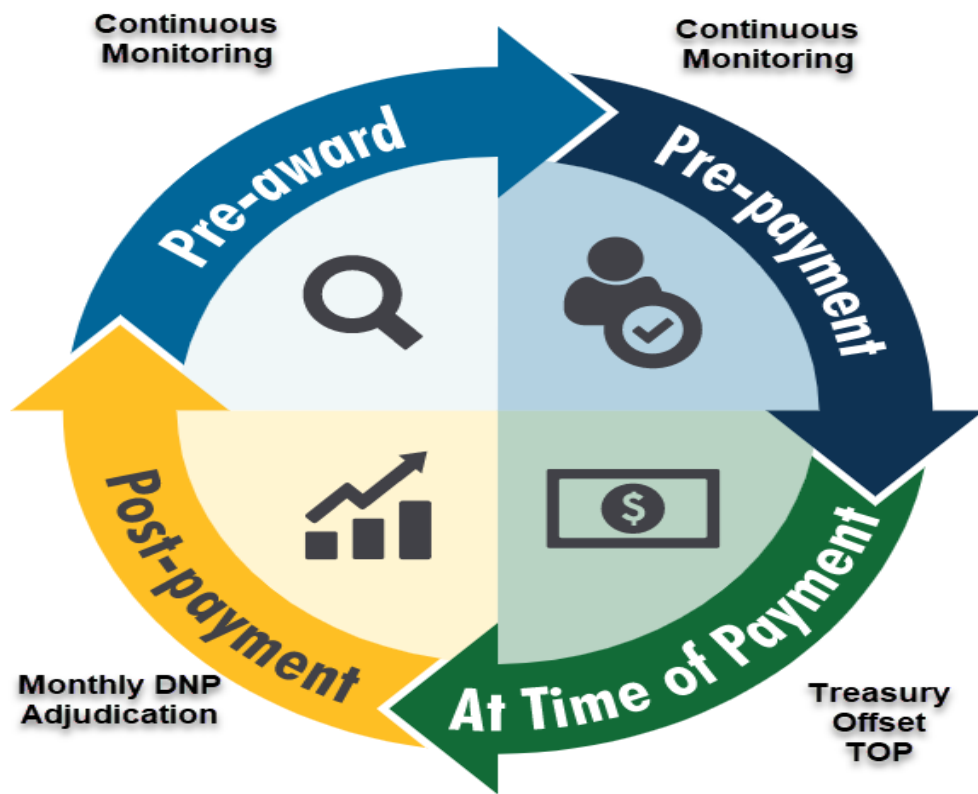 Continuous
Monitoring
Continuous
Monitoring
Pre-award
Pre-payment
$
At Time of Payment
Post-payment
Monthly DNP
Adjudication
Treasury
Offset
TOP